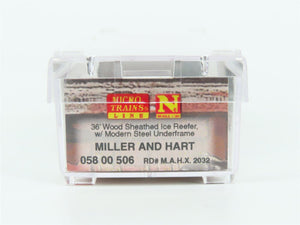 MICRO
TRAINS
LINE
N
36' Wood Sheathed Ice Reefer,
w/ Modern Steel Underframe
MILLER AND HART
058 00 506 RD# M.A.H.X. 2032